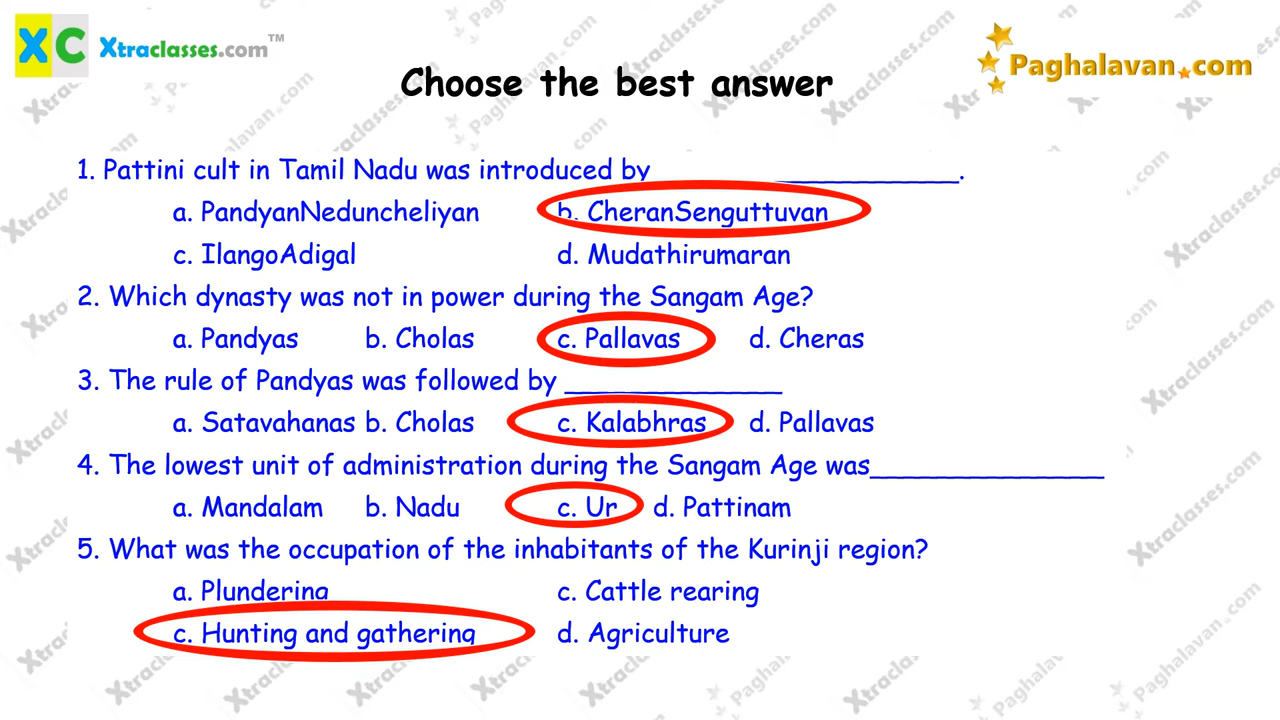 XC Xtraclasses.com™
Paghalavan.com
Choose the best answer
1. Pattini cult in Tamil Nadu was introduced by ____________________.
a. PandyanNeduncheliyan b. CheranSenguttuvan
c. IlangoAdigal d. Mudathirumaran
2. Which dynasty was not in power during the Sangam Age?
a. Pandyas b. Cholas c. Pallavas d. Cheras
3. The rule of Pandyas was followed by ______________
a. Satavahanas b. Cholas c. Kalabhras d. Pallavas
4. The lowest unit of administration during the Sangam Age was_______________
a. Mandalam b. Nadu c. Ur d. Pattinam
5. What was the occupation of the inhabitants of the Kurinji region?
a. Plundering c. Cattle rearing
c. Hunting and gathering d. Agriculture